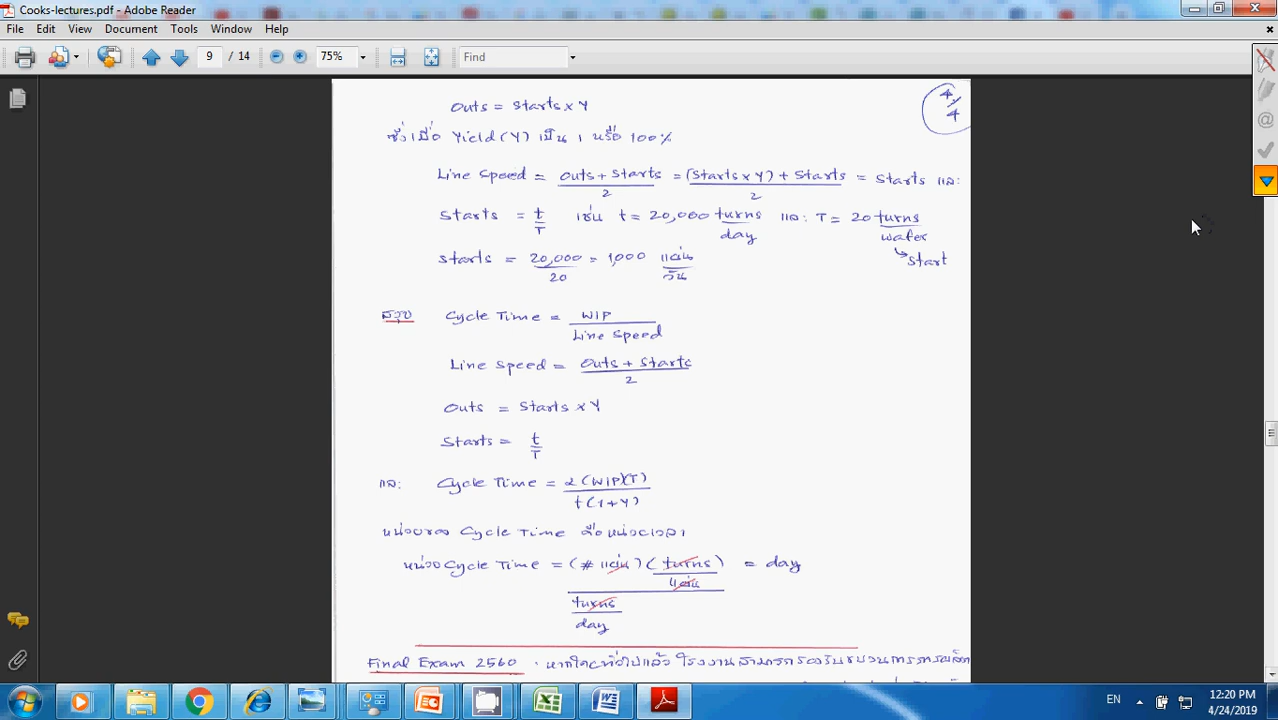 Cooks-lectures.pdf - Adobe Reader
File Edit View Document Tools Window Help
9 / 14 75% Find
Outs = Starts x Y
4/4
ซึ่งเมื่อ Yield (Y) เป็น 1 หรือ 100%
Line Speed = Outs + Starts / 2 = (Starts x Y) + Starts / 2 = Starts และ
Starts = t/T เช่น t = 20,000 turns/day และ T = 20 turns/wafer
start
Starts = 20,000/20 = 1,000 แผ่น/วัน
สรุป Cycle Time = WIP / Line Speed
Line Speed = Outs + Starts / 2
Outs = Starts x Y
Starts = t/T
และ Cycle Time = 2 (WIP)(T) / t(1+Y)
หน่วยของ Cycle Time คือหน่วยเวลา
หน่วย Cycle Time = (# แผ่น) (turns/แผ่น) / turns/day = day
Final Exam 2560
EN
12:20 PM
4/24/2019